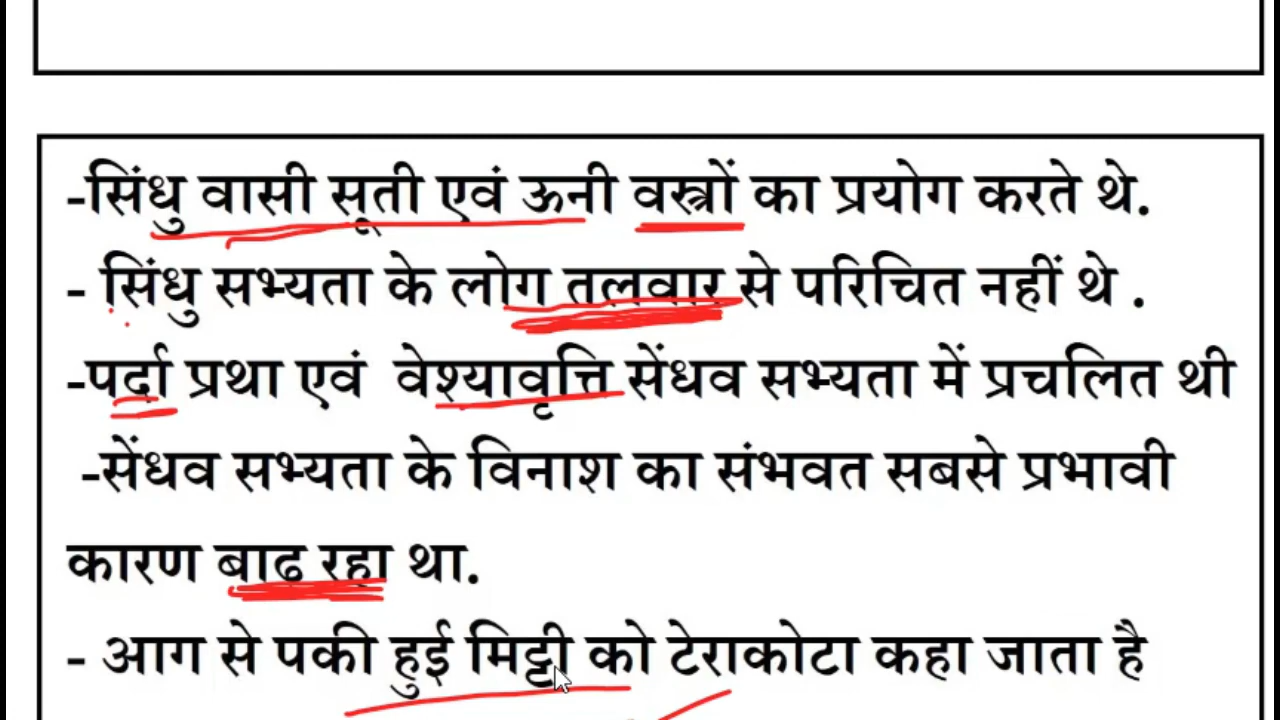 -सिंधु वासी सूती एवं ऊनी वस्त्रों का प्रयोग करते थे.
- सिंधु सभ्यता के लोग तलवार से परिचित नहीं थे .
-पर्दा प्रथा एवं वेश्यावृत्ति सेंधव सभ्यता में प्रचलित थी
-सेंधव सभ्यता के विनाश का संभवत सबसे प्रभावी
कारण बाढ रहा था.
- आग से पकी हुई मिट्टी को टेराकोटा कहा जाता है